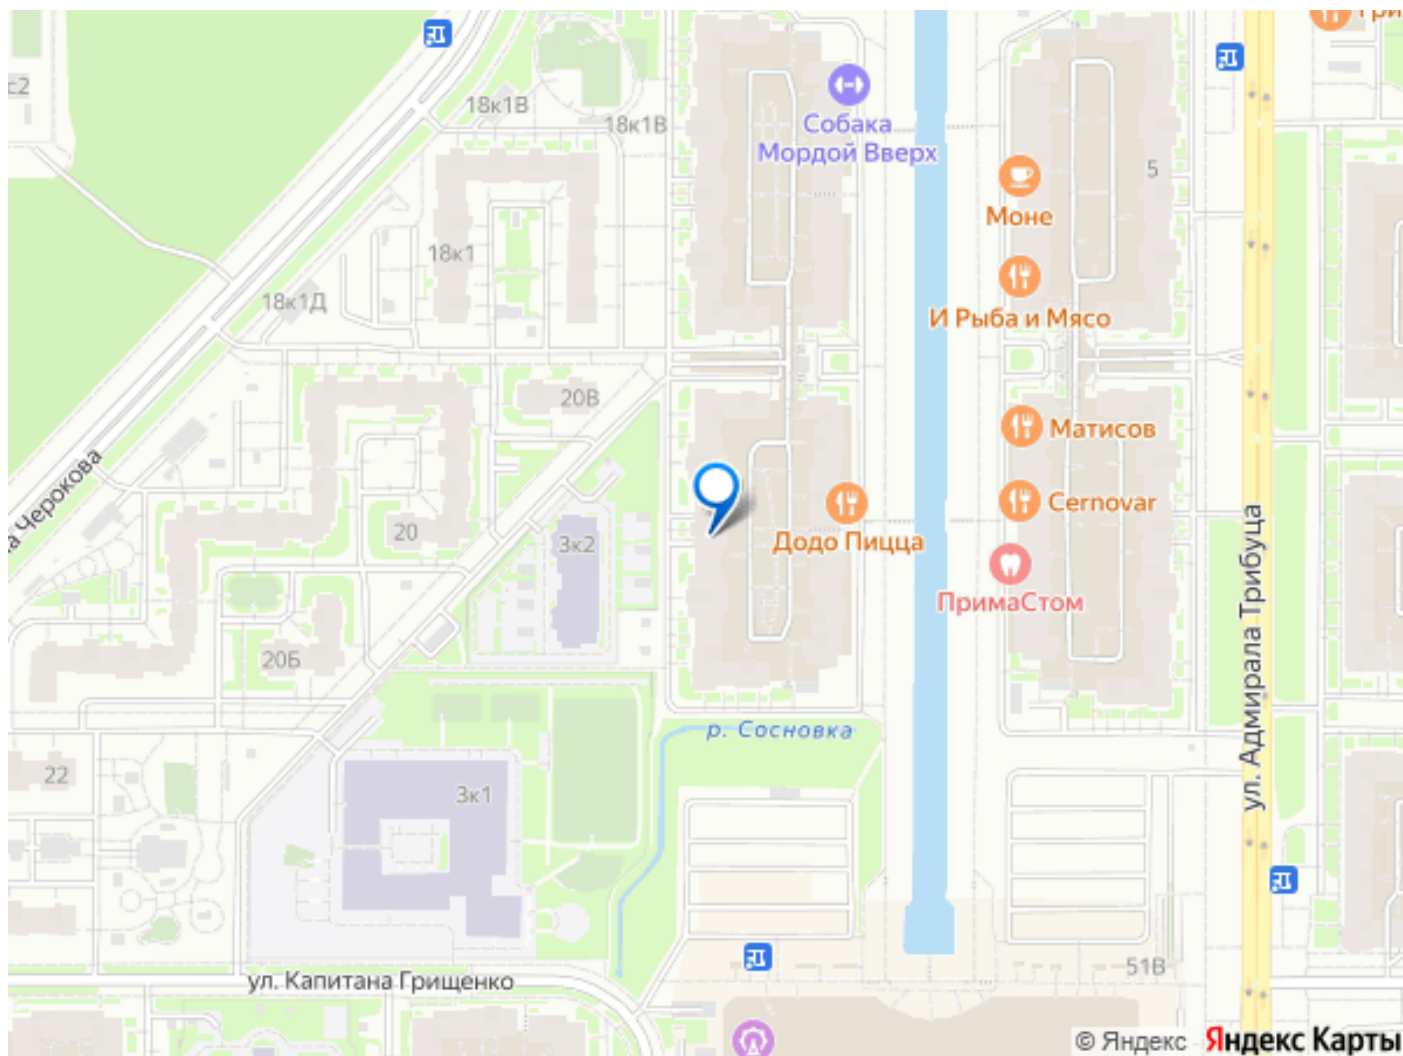 с2
18к1В
18к1В
Собака
Мордой Вверх
5
Моне
18к1
18к1Д
И Рыба и Мясо
20В
Матисов
Черокова
Cernovar
20
3к2
Додо Пицца
ПримаСтом
ул. Адмирала Трибуца
20Б
р. Сосновка
22
3к1
51В
ул. Капитана Грищенко
© Яндекс Яндекс Карты